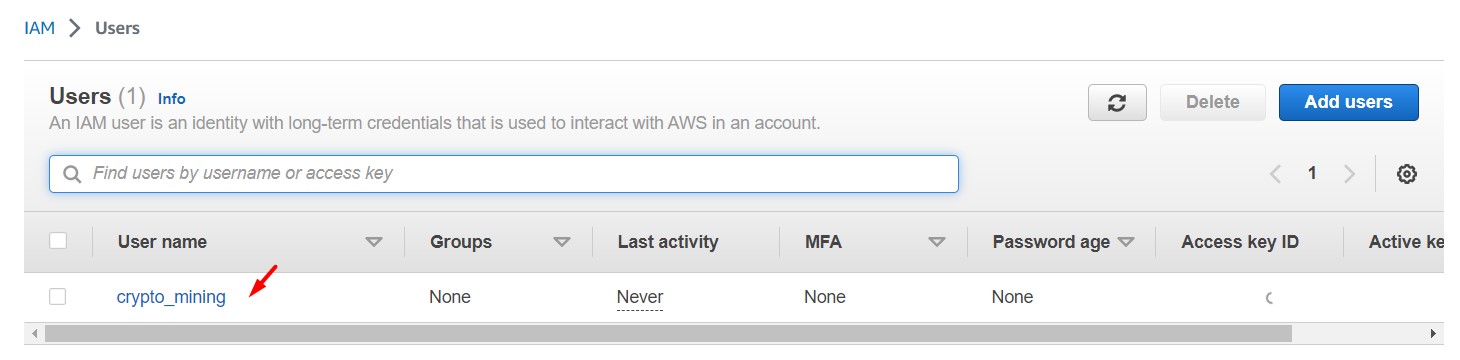 IAM > Users
Users (1) Info
Delete
Add users
An IAM user is an identity with long-term credentials that is used to interact with AWS in an account.
Find users by username or access key
1
User name Groups Last activity MFA Password age Access key ID Active ke
crypto_mining None Never None None